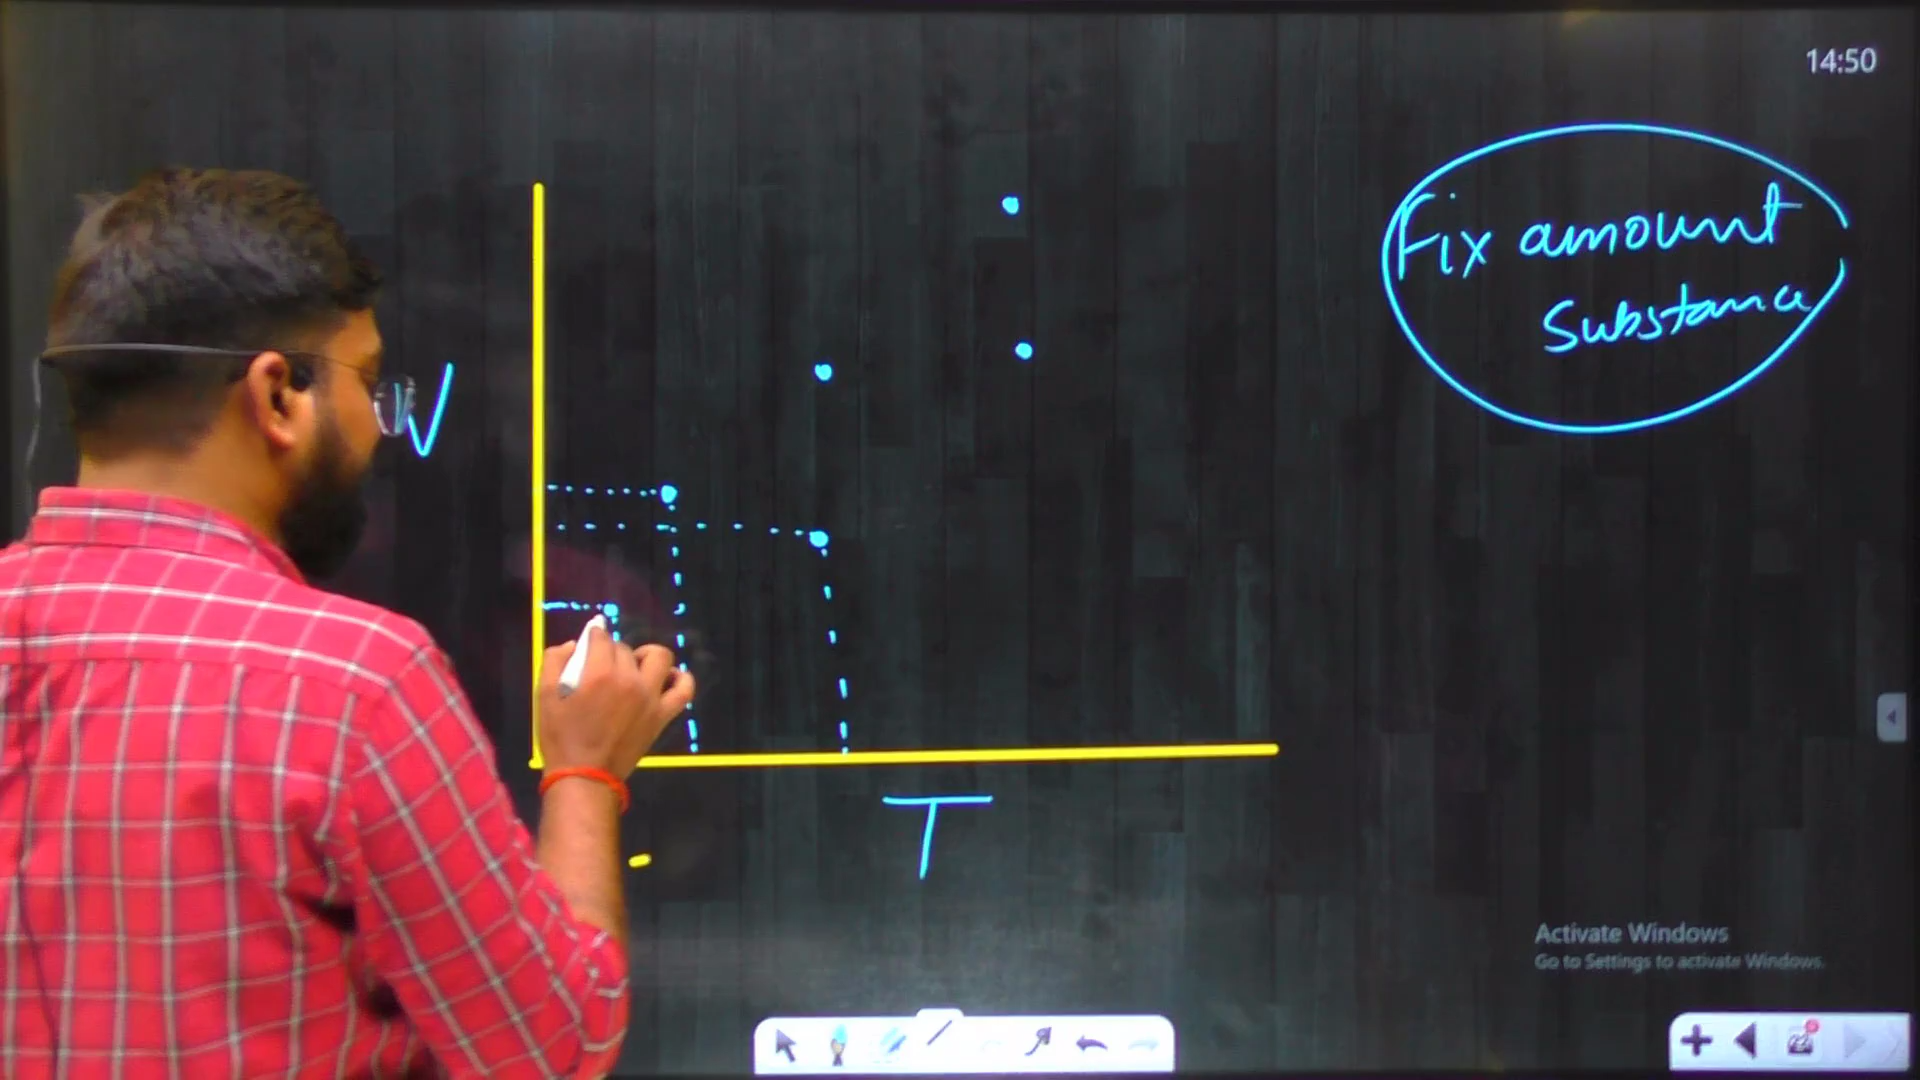 14:50
Fix amount
Substance
V
T
Activate Windows
Go to Settings to activate Windows.